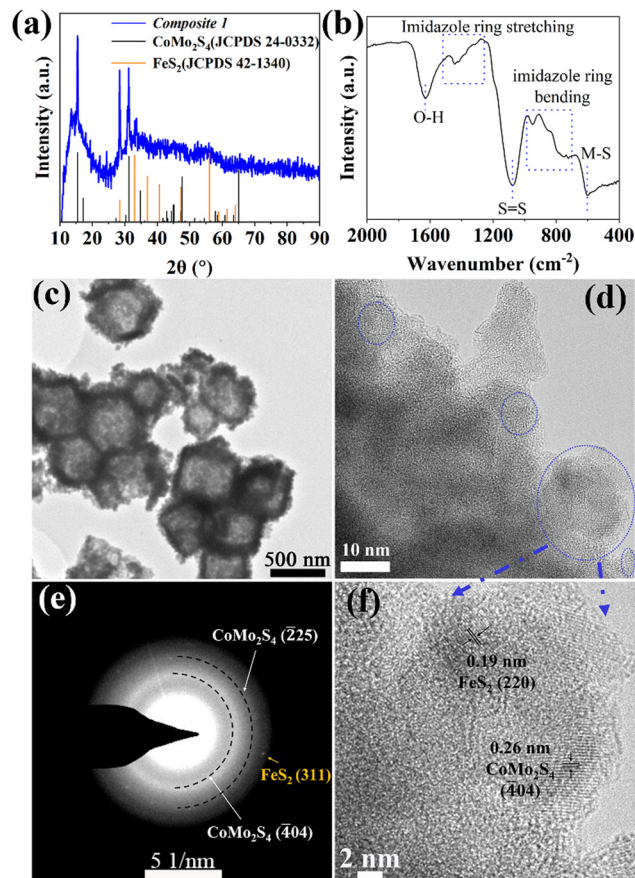 (a)
Composite 1
CoMo₂S₄(JCPDS 24-0332)
FeS₂(JCPDS 42-1340)
Intensity (a.u.)
10 20 30 40 50 60 70 80 90
2θ (°)
(b)
Imidazole ring stretching
imidazole ring
bending
O-H
M-S
S=S
Intensity (a.u.)
2000 1600 1200 800 400
Wavenumber (cm⁻²)
(c)
500 nm
(d)
10 nm
(e)
CoMo₂S₄ (2̅25)
FeS₂ (311)
CoMo₂S₄ (4̅04)
5 1/nm
(f)
0.19 nm
FeS₂ (220)
0.26 nm
CoMo₂S₄
(4̅04)
2 nm